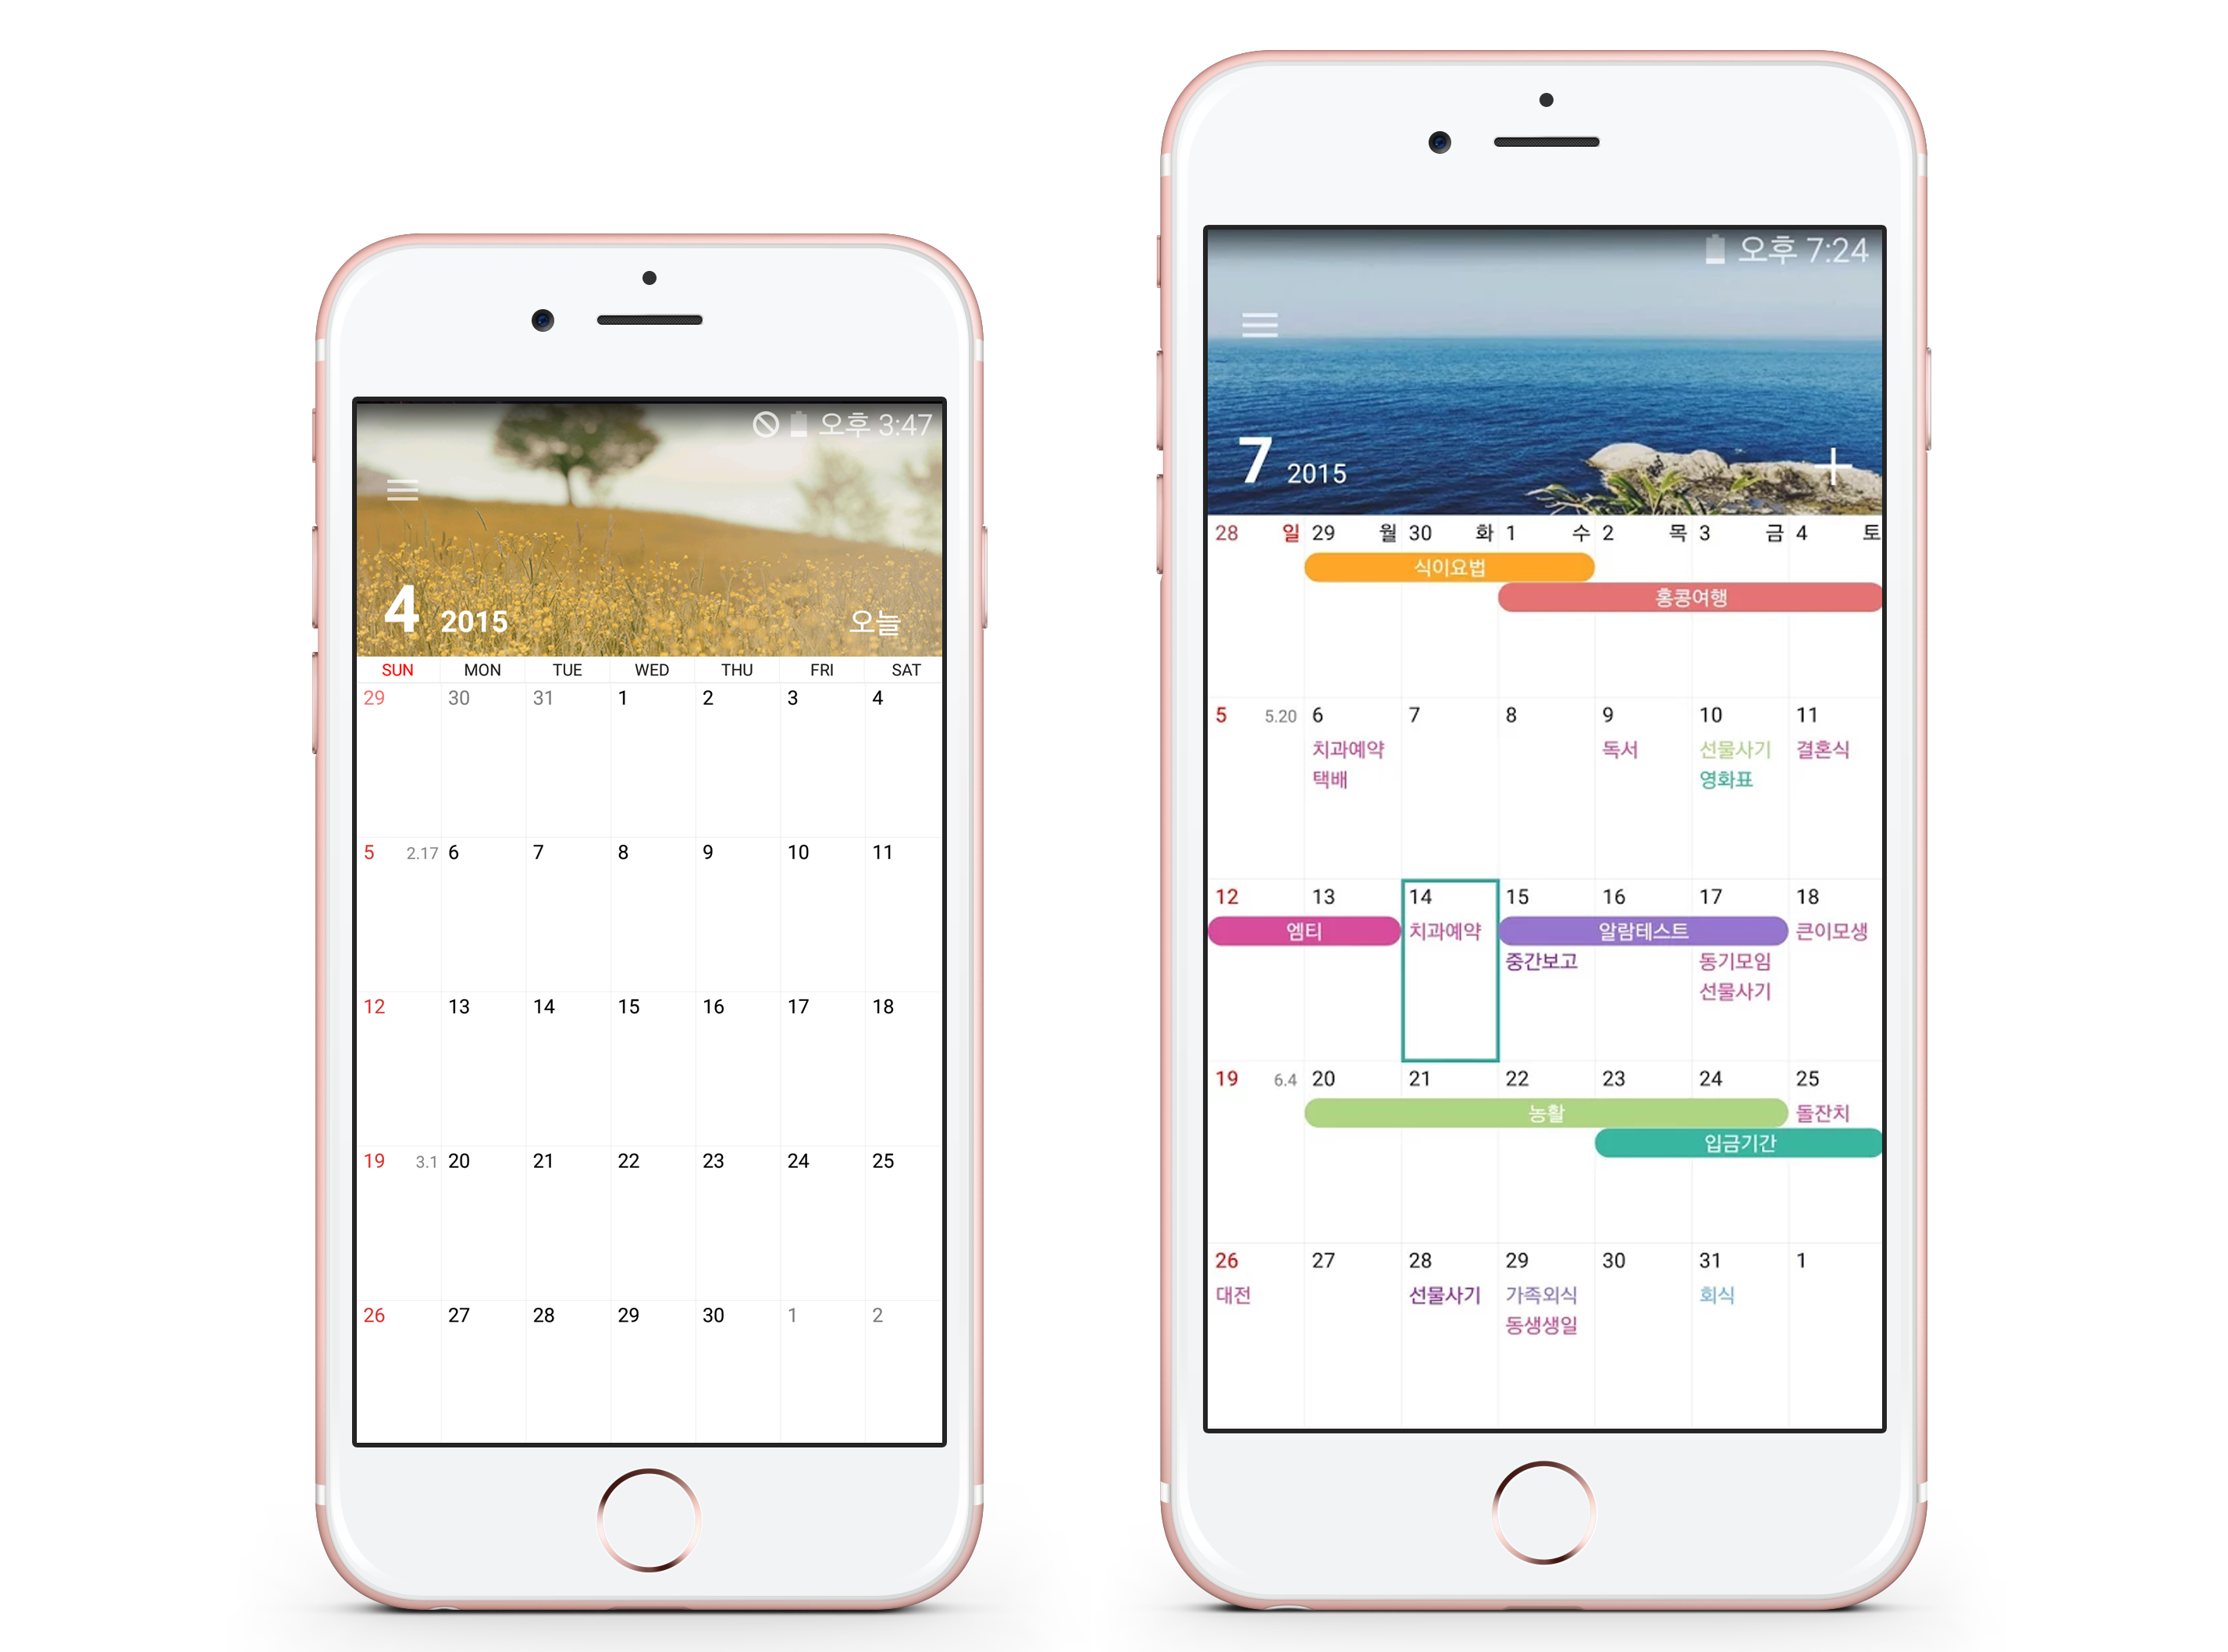 오후 3:47
4 2015 오늘
SUN MON TUE WED THU FRI SAT
29 30 31 1 2 3 4
5 2.17 6 7 8 9 10 11
12 13 14 15 16 17 18
19 3.1 20 21 22 23 24 25
26 27 28 29 30 1 2
오후 7:24
7 2015
28 일 29 월 30 화 1 수 2 목 3 금 4 토
식이요법
홍콩여행
5 5.20 6 7 8 9 10 11
치과예약 독서 선물사기 결혼식
택배 영화표
12 13 14 15 16 17 18
엠티 치과예약 알람테스트 큰이모생
중간보고 동기모임
선물사기
19 6.4 20 21 22 23 24 25
농활 돌잔치
입금기간
26 27 28 29 30 31 1
대전 선물사기 가족외식 회식
동생생일